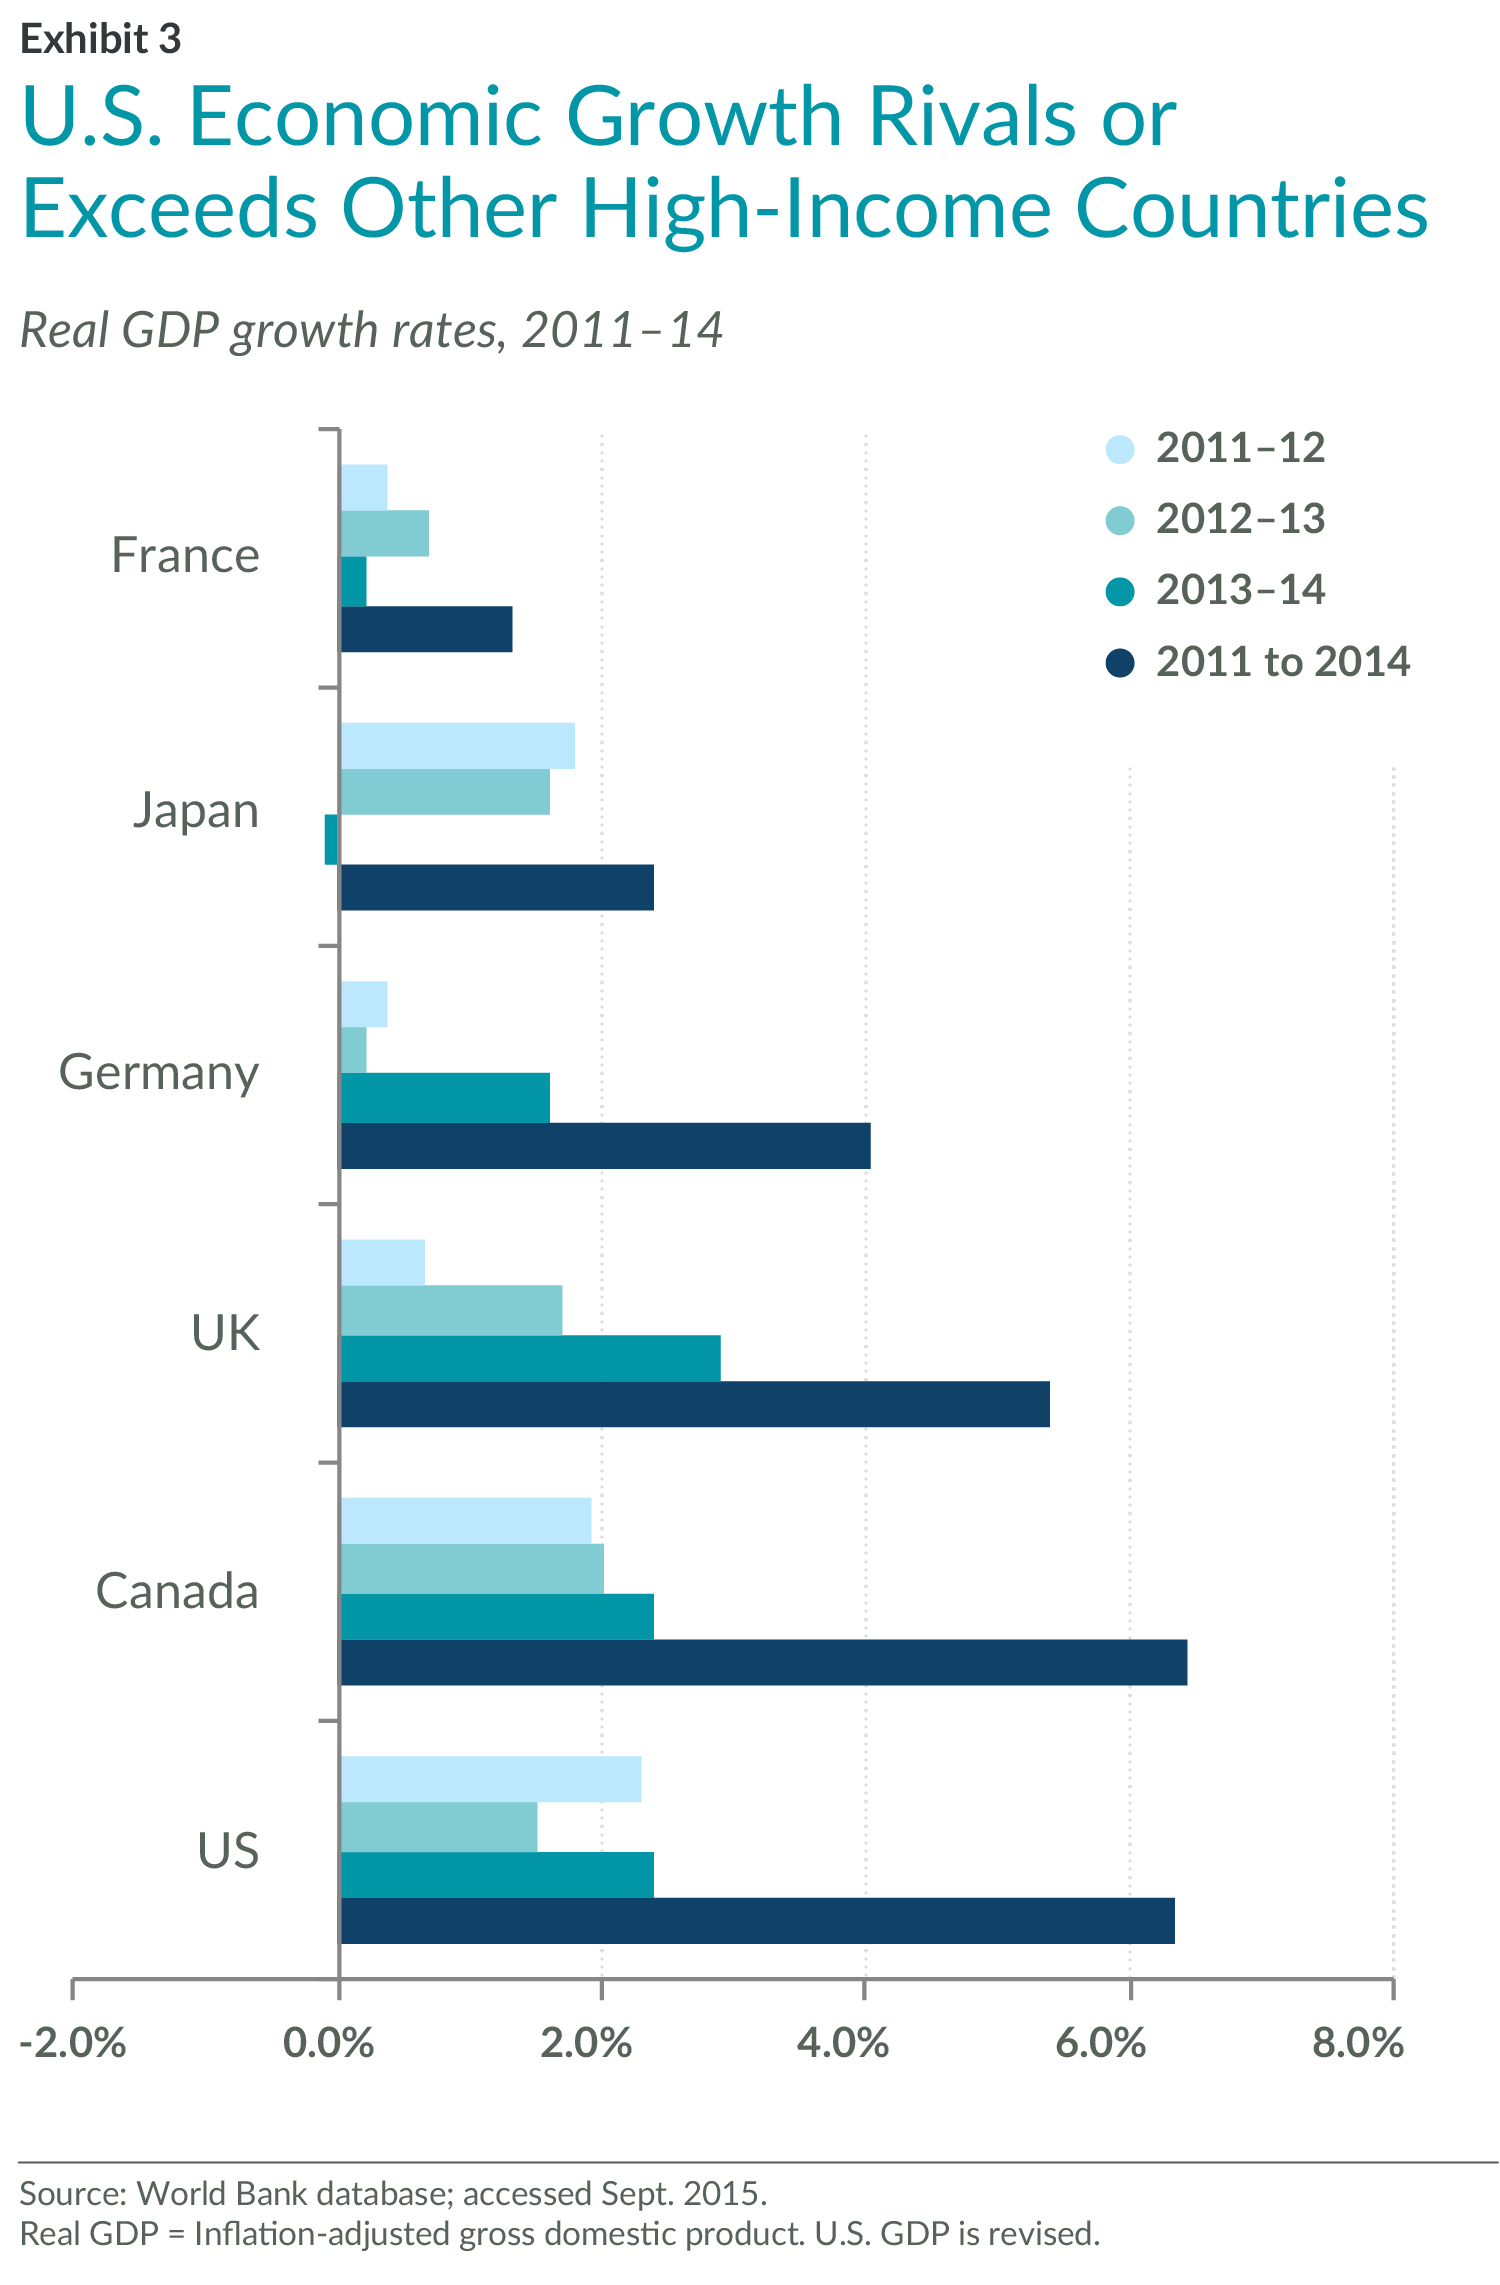 Exhibit 3
U.S. Economic Growth Rivals or
Exceeds Other High-Income Countries
Real GDP growth rates, 2011–14
2011–12
2012–13
2013–14
2011 to 2014
France
Japan
Germany
UK
Canada
US
-2.0% 0.0% 2.0% 4.0% 6.0% 8.0%
Source: World Bank database; accessed Sept. 2015.
Real GDP = Inflation-adjusted gross domestic product. U.S. GDP is revised.